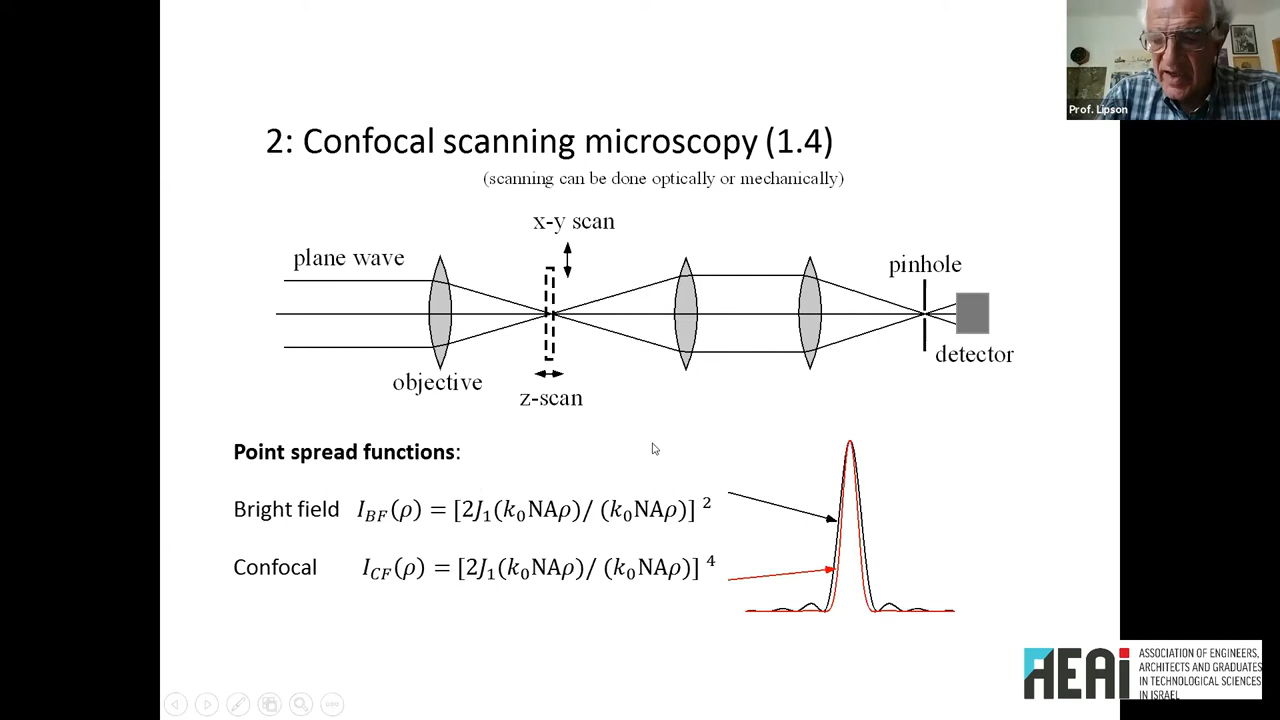 Prof. Lipson
2: Confocal scanning microscopy (1.4)
(scanning can be done optically or mechanically)
x-y scan
plane wave
pinhole
objective
detector
z-scan
Point spread functions:
Bright field I_BF(ρ) = [2J₁(k₀NAρ)/ (k₀NAρ)] ²
Confocal I_CF(ρ) = [2J₁(k₀NAρ)/ (k₀NAρ)] ⁴
AEAi
ASSOCIATION OF ENGINEERS,
ARCHITECTS AND GRADUATES
IN TECHNOLOGICAL SCIENCES
IN ISRAEL